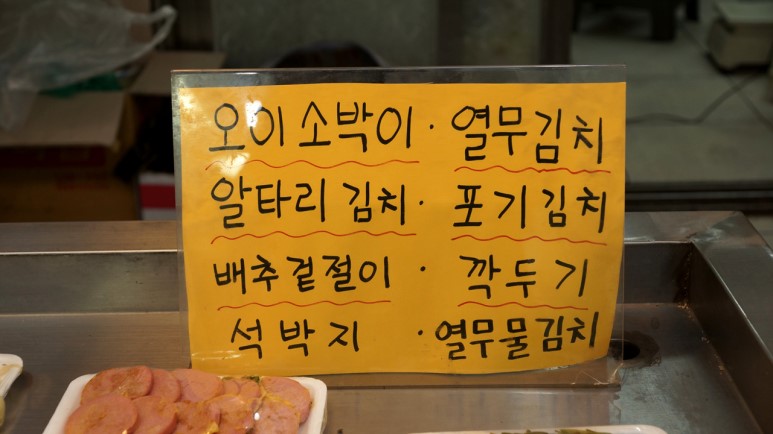 오이소박이 · 열무김치
알타리김치 · 포기김치
배추겉절이 · 깍두기
석박지 · 열무물김치